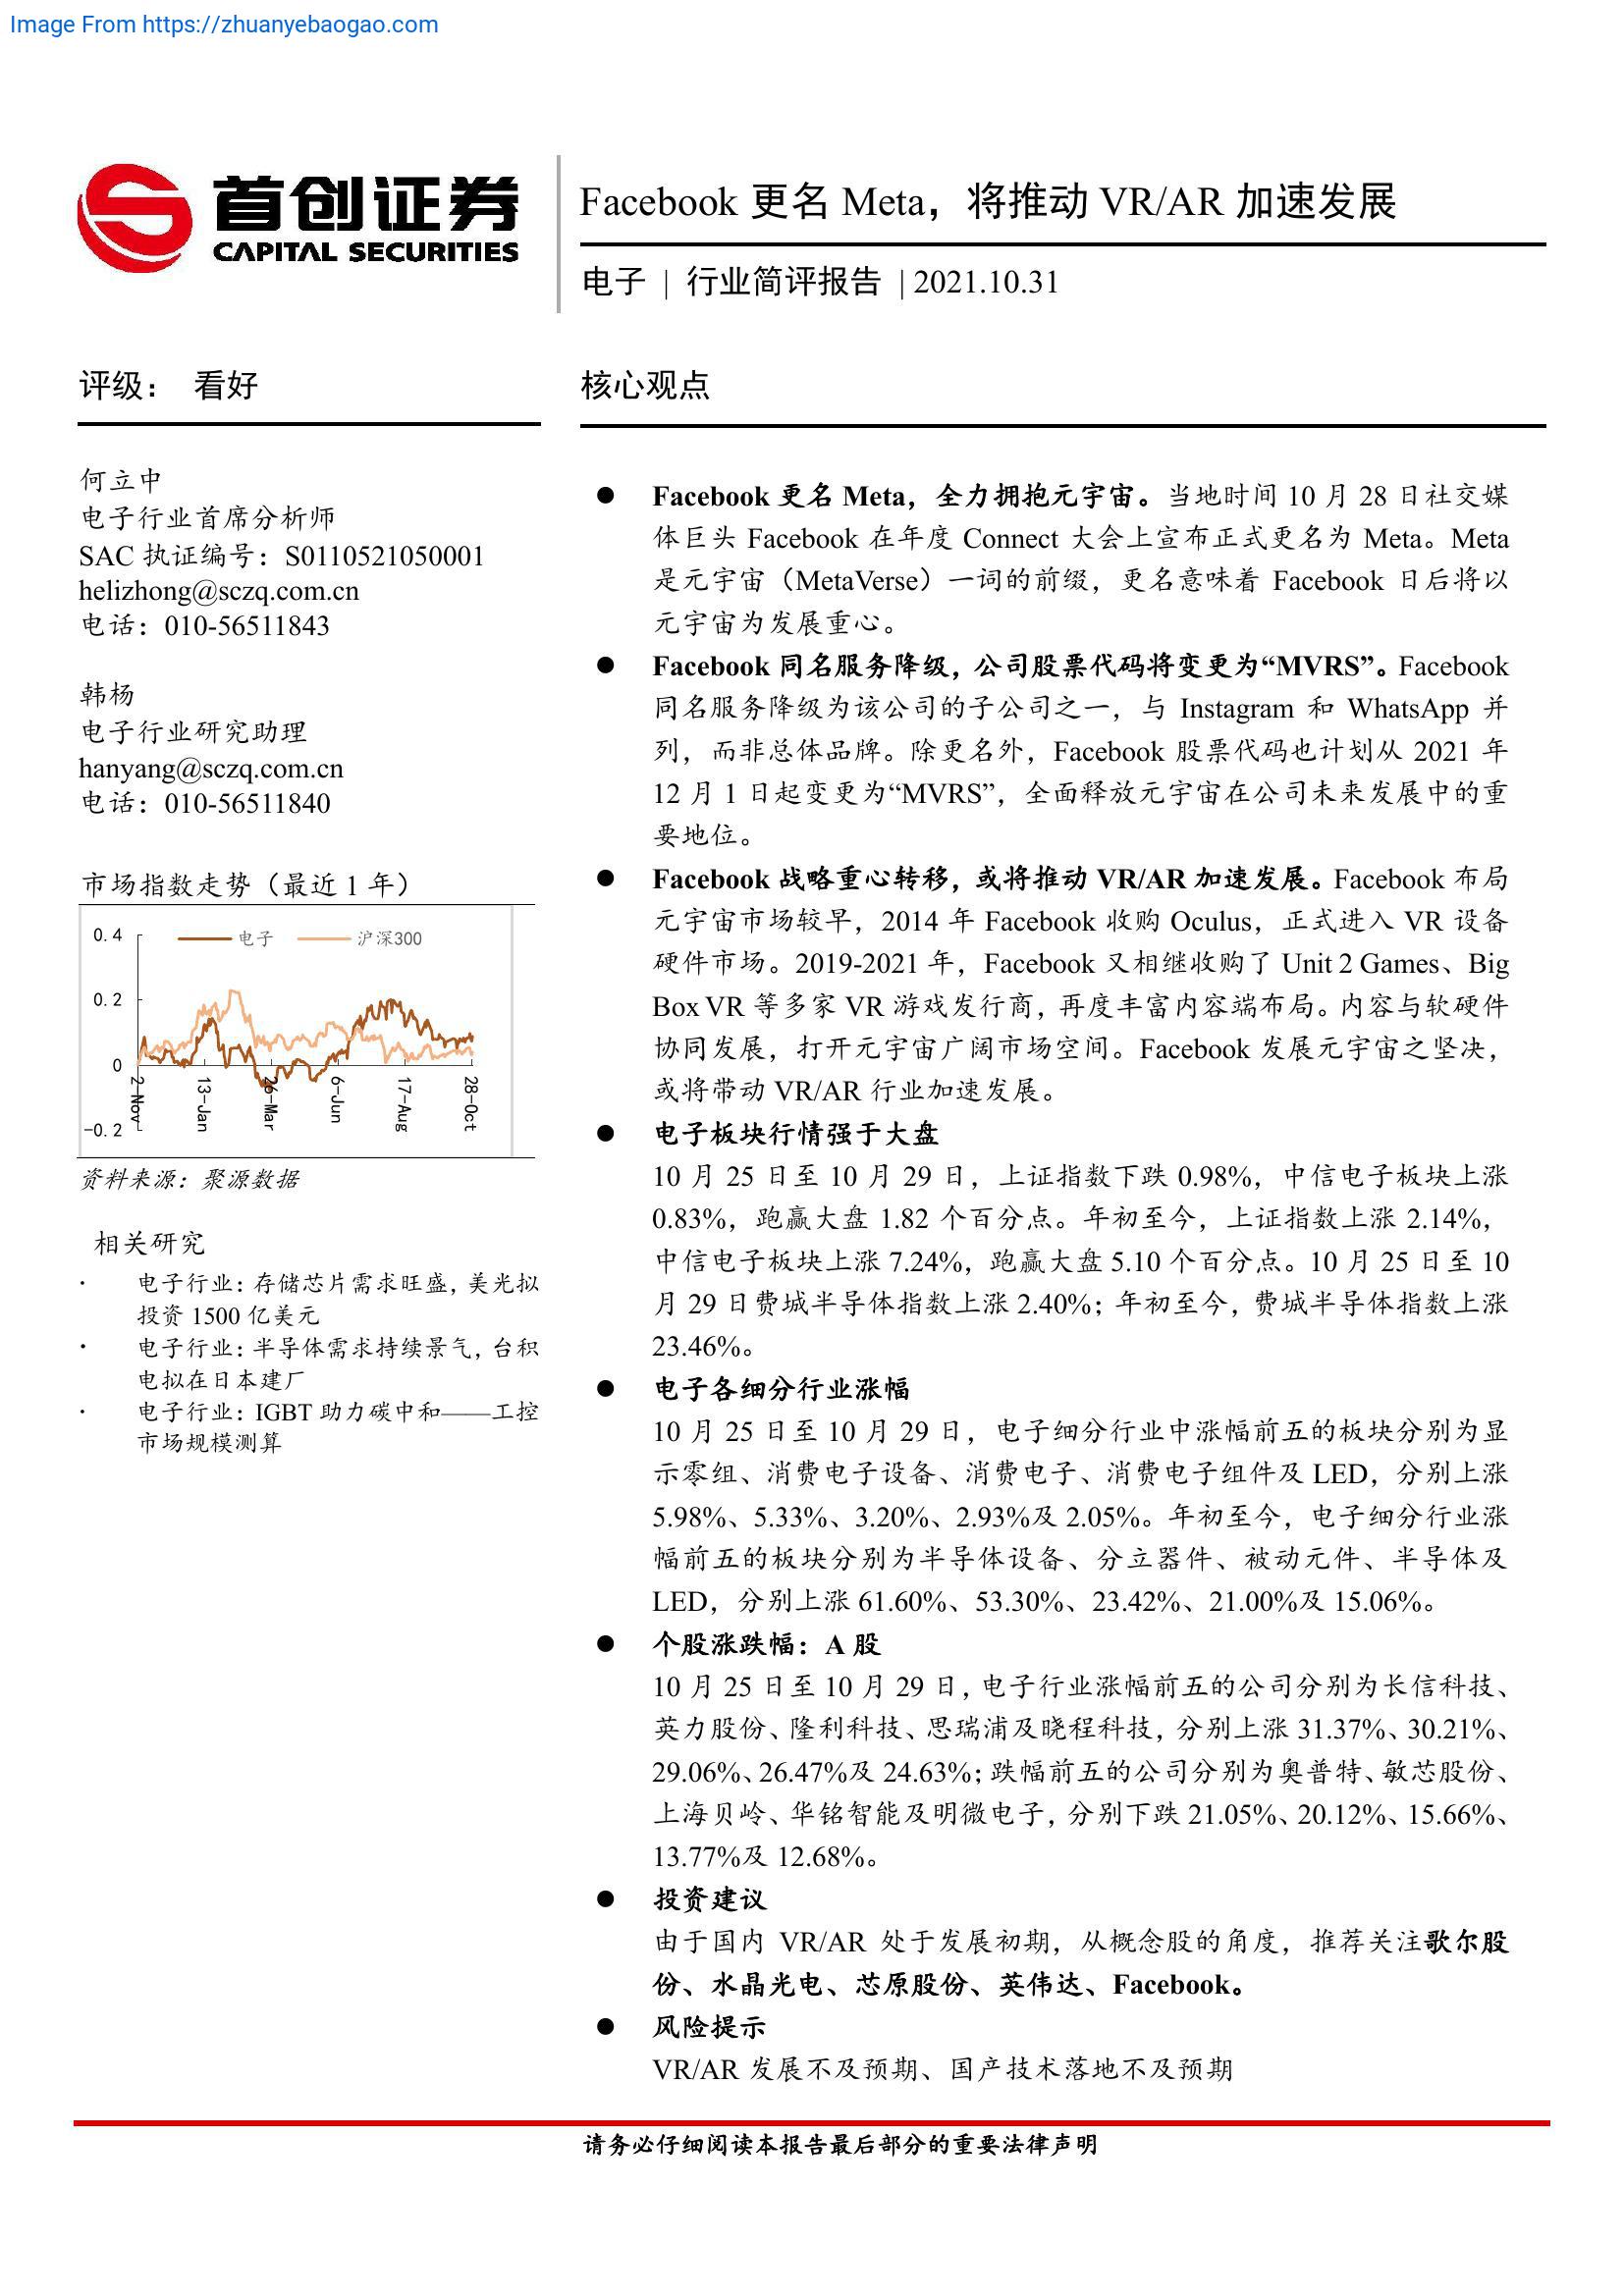 Image From https://zhuanyebaogao.com
首创证券
CAPITAL SECURITIES
Facebook 更名 Meta，将推动 VR/AR 加速发展
电子 | 行业简评报告 | 2021.10.31
评级： 看好
何立中
电子行业首席分析师
SAC 执证编号：S0110521050001
helizhong@sczq.com.cn
电话：010-56511843
韩杨
电子行业研究助理
hanyang@sczq.com.cn
电话：010-56511840
市场指数走势（最近 1 年）
电子 沪深300
0.4
0.2
0
-0.2
2-Nov 13-Jan 26-Mar 6-Jun 17-Aug 28-Oct
资料来源：聚源数据
相关研究
· 电子行业：存储芯片需求旺盛，美光拟
投资 1500 亿美元
· 电子行业：半导体需求持续景气，台积
电拟在日本建厂
· 电子行业：IGBT 助力碳中和——工控
市场规模测算
核心观点
● Facebook 更名 Meta，全力拥抱元宇宙。当地时间 10 月 28 日社交媒
体巨头 Facebook 在年度 Connect 大会上宣布正式更名为 Meta。Meta
是元宇宙（MetaVerse）一词的前缀，更名意味着 Facebook 日后将以
元宇宙为发展重心。
● Facebook 同名服务降级，公司股票代码将变更为“MVRS”。Facebook
同名服务降级为该公司的子公司之一，与 Instagram 和 WhatsApp 并
列，而非总体品牌。除更名外，Facebook 股票代码也计划从 2021 年
12 月 1 日起变更为“MVRS”，全面释放元宇宙在公司未来发展中的重
要地位。
● Facebook 战略重心转移，或将推动 VR/AR 加速发展。Facebook 布局
元宇宙市场较早，2014 年 Facebook 收购 Oculus，正式进入 VR 设备
硬件市场。2019-2021 年，Facebook 又相继收购了 Unit 2 Games、Big
Box VR 等多家 VR 游戏发行商，再度丰富内容端布局。内容与软硬件
协同发展，打开元宇宙广阔市场空间。Facebook 发展元宇宙之坚决，
或将带动 VR/AR 行业加速发展。
● 电子板块行情强于大盘
10 月 25 日至 10 月 29 日，上证指数下跌 0.98%，中信电子板块上涨
0.83%，跑赢大盘 1.82 个百分点。年初至今，上证指数上涨 2.14%，
中信电子板块上涨 7.24%，跑赢大盘 5.10 个百分点。10 月 25 日至 10
月 29 日费城半导体指数上涨 2.40%；年初至今，费城半导体指数上涨
23.46%。
● 电子各细分行业涨幅
10 月 25 日至 10 月 29 日，电子细分行业中涨幅前五的板块分别为显
示零组、消费电子设备、消费电子、消费电子组件及 LED，分别上涨
5.98%、5.33%、3.20%、2.93%及 2.05%。年初至今，电子细分行业涨
幅前五的板块分别为半导体设备、分立器件、被动元件、半导体及
LED，分别上涨 61.60%、53.30%、23.42%、21.00%及 15.06%。
● 个股涨跌幅：A 股
10 月 25 日至 10 月 29 日，电子行业涨幅前五的公司分别为长信科技、
英力股份、隆利科技、思瑞浦及晓程科技，分别上涨 31.37%、30.21%、
29.06%、26.47%及 24.63%；跌幅前五的公司分别为奥普特、敏芯股份、
上海贝岭、华铭智能及明微电子，分别下跌 21.05%、20.12%、15.66%、
13.77%及 12.68%。
● 投资建议
由于国内 VR/AR 处于发展初期，从概念股的角度，推荐关注歌尔股
份、水晶光电、芯原股份、英伟达、Facebook。
● 风险提示
VR/AR 发展不及预期、国产技术落地不及预期
请务必仔细阅读本报告最后部分的重要法律声明